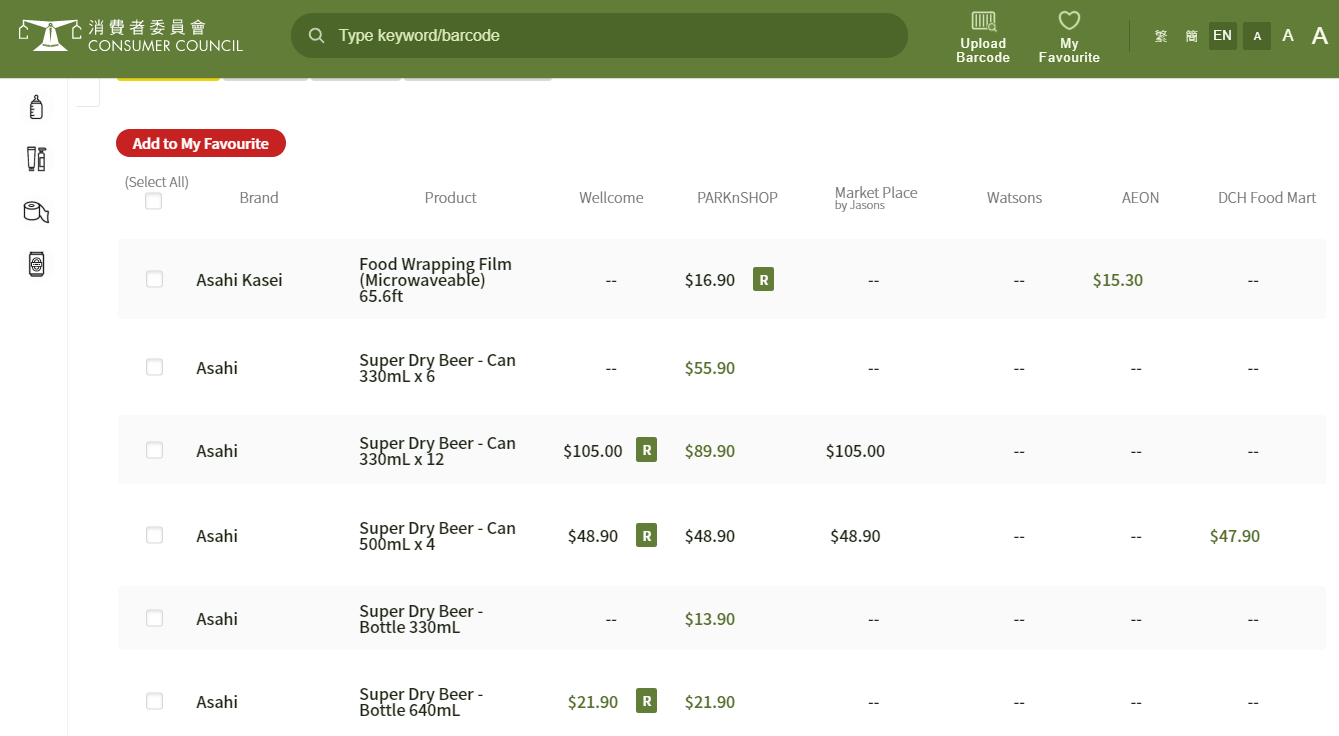 消費者委員會
CONSUMER COUNCIL
Type keyword/barcode
Upload
Barcode
My
Favourite
繁 簡 EN A A A
Add to My Favourite
(Select All)
Brand Product Wellcome PARKnSHOP Market Place by Jasons Watsons AEON DCH Food Mart
Asahi Kasei
Food Wrapping Film
(Microwaveable)
65.6ft
-- $16.90 R -- -- $15.30 --
Asahi
Super Dry Beer - Can
330mL x 6
-- $55.90 -- -- -- --
Asahi
Super Dry Beer - Can
330mL x 12
$105.00 R $89.90 $105.00 -- -- --
Asahi
Super Dry Beer - Can
500mL x 4
$48.90 R $48.90 $48.90 -- -- $47.90
Asahi
Super Dry Beer -
Bottle 330mL
-- $13.90 -- -- -- --
Asahi
Super Dry Beer -
Bottle 640mL
$21.90 R $21.90 -- -- -- --